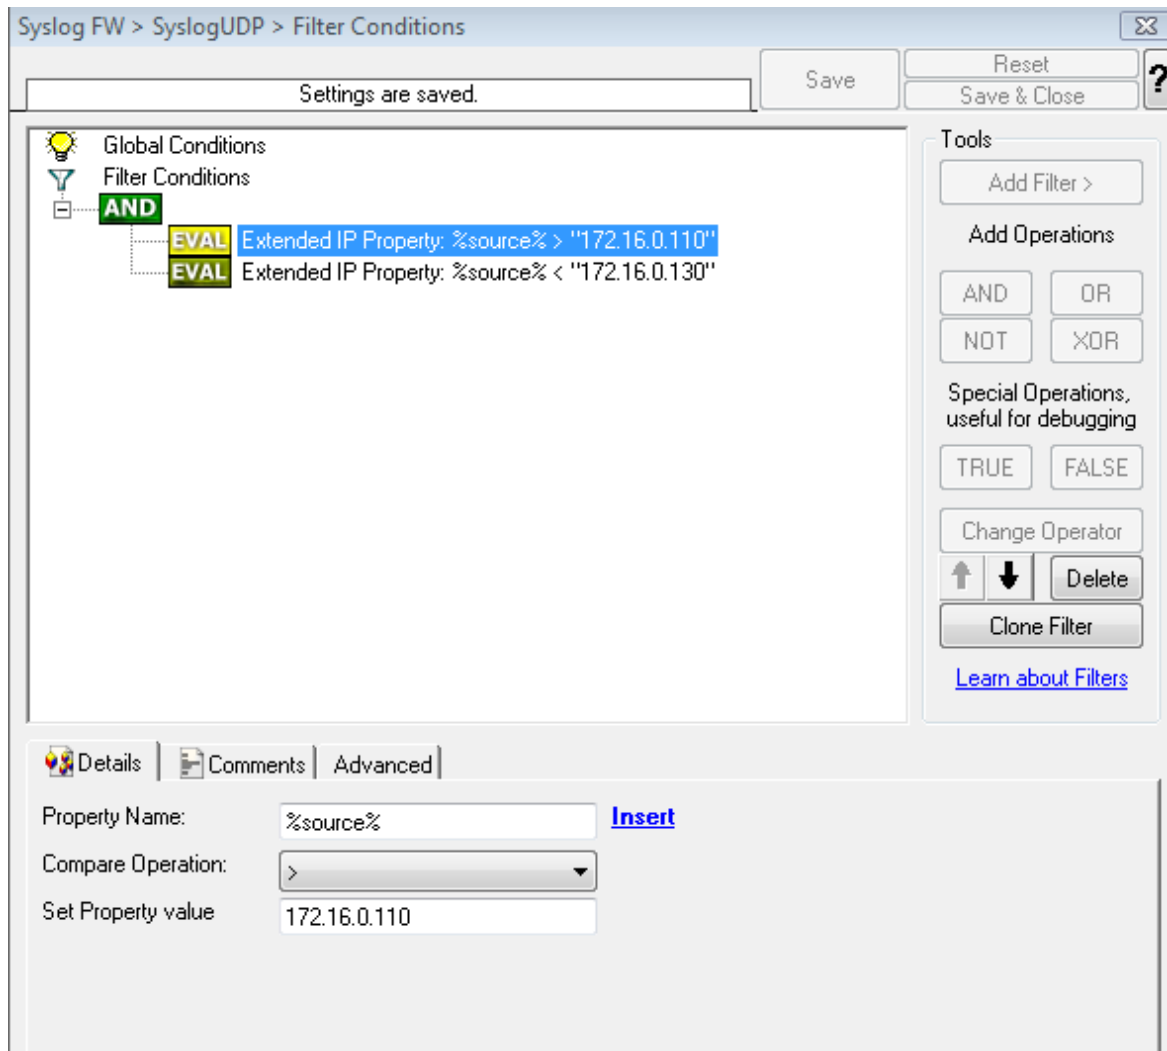 Syslog FW > SyslogUDP > Filter Conditions
Settings are saved.
Save
Reset
Save & Close
?
Global Conditions
Filter Conditions
AND
EVAL Extended IP Property: %source% > "172.16.0.110"
EVAL Extended IP Property: %source% < "172.16.0.130"
Tools
Add Filter >
Add Operations
AND OR
NOT XOR
Special Operations,
useful for debugging
TRUE FALSE
Change Operator
Delete
Clone Filter
Learn about Filters
Details Comments Advanced
Property Name: %source% Insert
Compare Operation: >
Set Property value 172.16.0.110